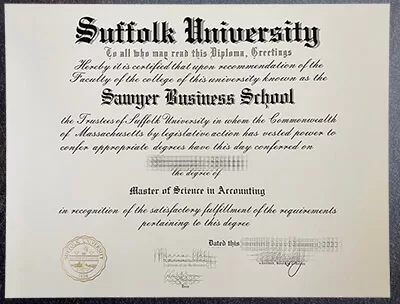 Suffolk University
To all who may read this Diploma, Greetings
Hereby it is certified that upon recommendation of the
Faculty of the college of this university known as the
Sawyer Business School
the Trustees of Suffolk University in whom the Commonwealth
of Massachusetts by legislative action has vested power to
confer appropriate degrees have this day conferred on
the degree of
Master of Science in Accounting
in recognition of the satisfactory fulfillment of the requirements
pertaining to this degree
Dated this